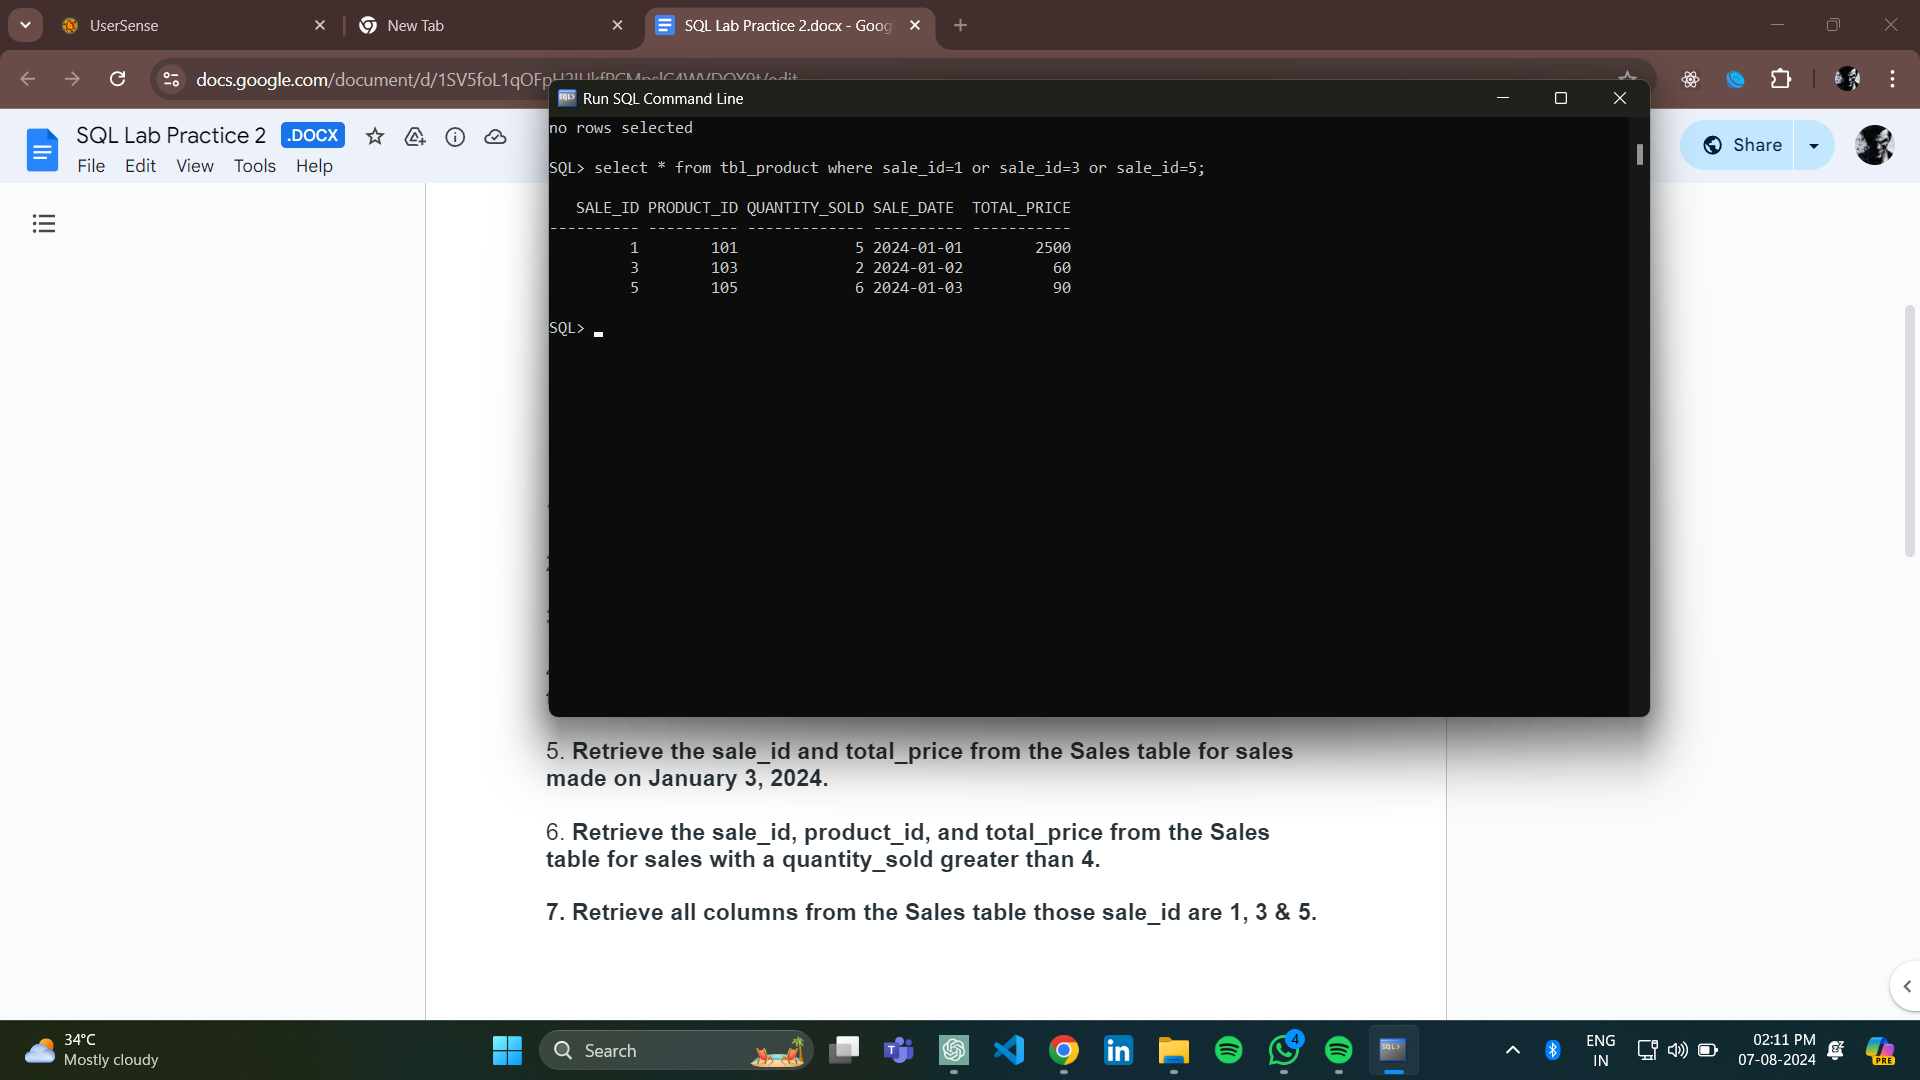 UserSense
New Tab
SQL Lab Practice 2.docx - Goog
docs.google.com/document/d/1SV5foL1qOFp
SQL Lab Practice 2 .DOCX
File Edit View Tools Help
Share
Run SQL Command Line
no rows selected
SQL> select * from tbl_product where sale_id=1 or sale_id=3 or sale_id=5;
SALE_ID PRODUCT_ID QUANTITY_SOLD SALE_DATE TOTAL_PRICE
---------- ---------- ------------- ---------- -----------
1 101 5 2024-01-01 2500
3 103 2 2024-01-02 60
5 105 6 2024-01-03 90
SQL>
5. Retrieve the sale_id and total_price from the Sales table for sales
made on January 3, 2024.
6. Retrieve the sale_id, product_id, and total_price from the Sales
table for sales with a quantity_sold greater than 4.
7. Retrieve all columns from the Sales table those sale_id are 1, 3 & 5.
34°C
Mostly cloudy
Search
4
ENG
IN
02:11 PM
07-08-2024
PRE